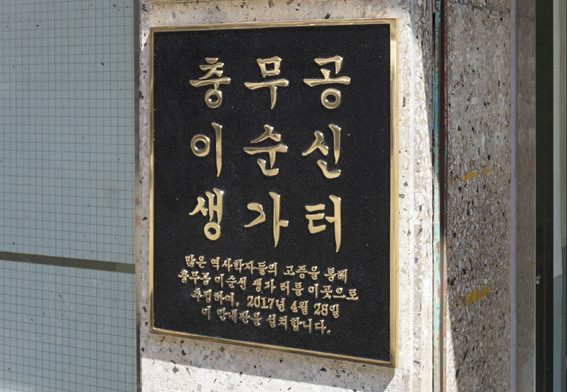 충무공
이순신
생가터
많은 역사학자들의 고증을 통해
충무공 이순신 생가 터를 이곳으로
추정하여, 2017년 4월 28일
이 안내판을 설치합니다.